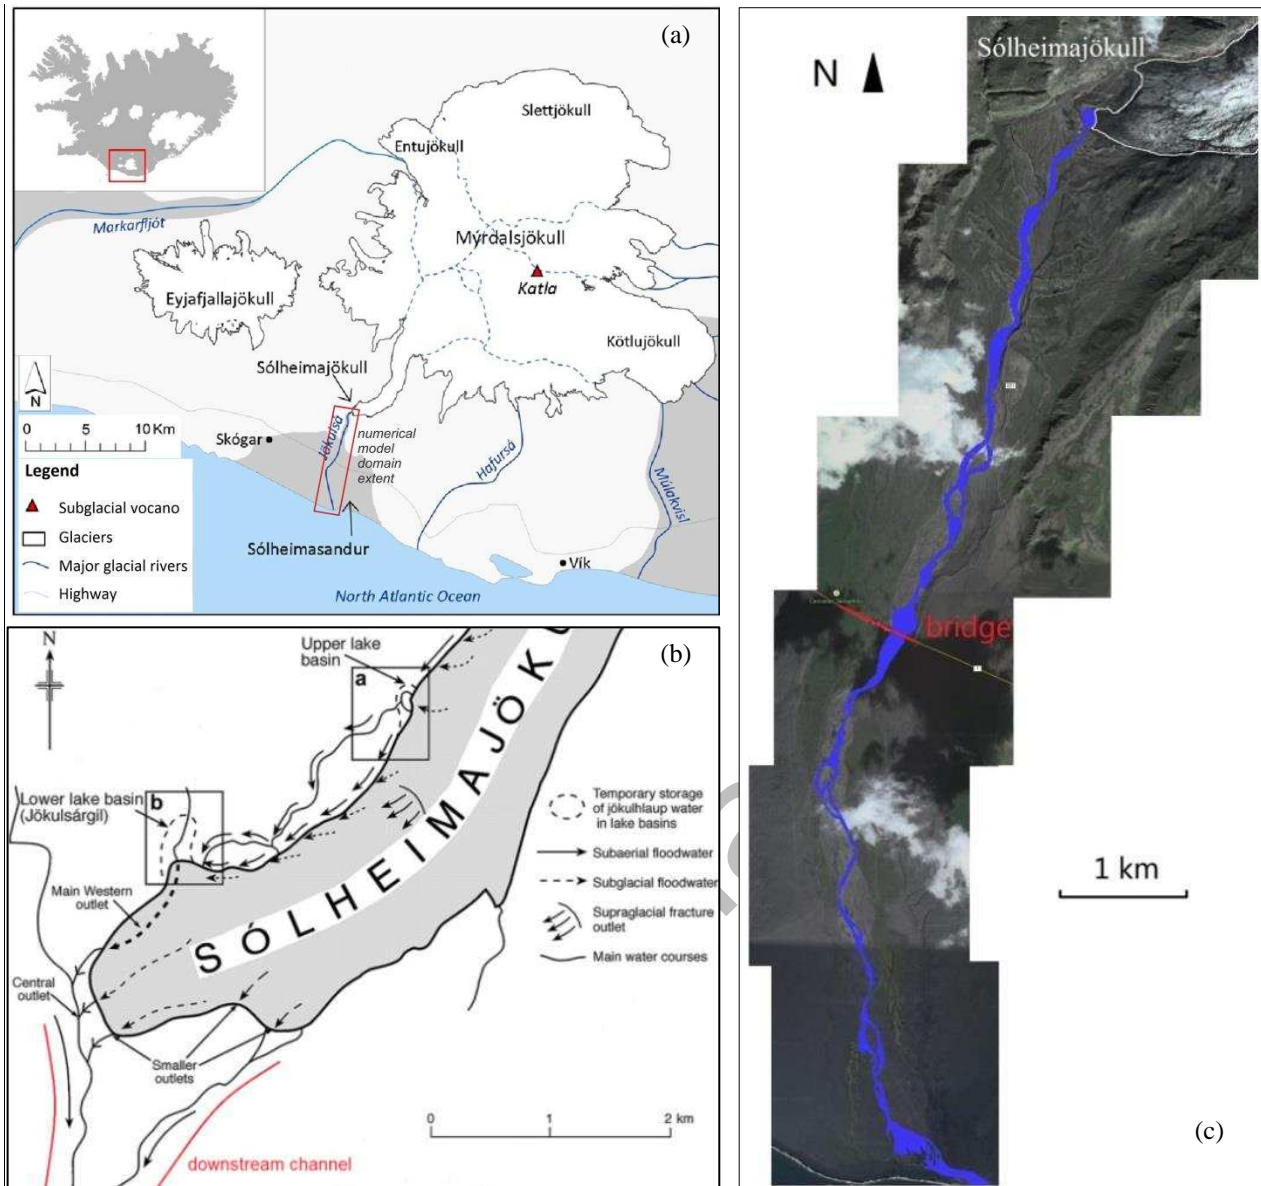 (a)
Slettjökull
Entujökull
Markarfljót
Mýrdalsjökull
Katla
Eyjafjallajökull
Kötlujökull
Sólheimajökull
N
0 5 10 Km
Skógar
Jökulsá
numerical
model
domain
extent
Hafursá
Múlakvísl
Legend
Subglacial vocano
Glaciers
Major glacial rivers
Highway
Sólheimasandur
Vík
North Atlantic Ocean
(b)
N
Upper lake
basin
a
Lower lake basin
(Jökulsárgil)
b
SÓLHEIMAJÖKU
Temporary storage
of jökulhlaup water
in lake basins
Subaerial floodwater
Subglacial floodwater
Supraglacial fracture
outlet
Main water courses
Main Western
outlet
Central
outlet
Smaller
outlets
0 1 2 km
downstream channel
Sólheimajökull
N
bridge
1
1 km
(c)